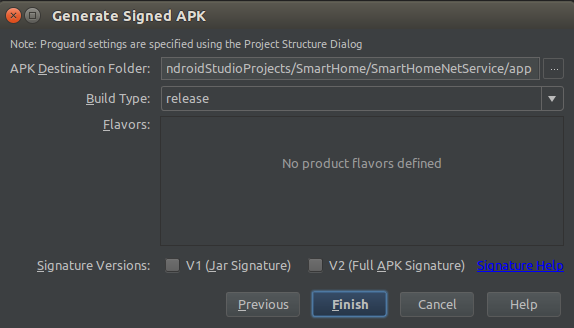 Generate Signed APK
Note: Proguard settings are specified using the Project Structure Dialog
APK Destination Folder: ndroidStudioProjects/SmartHome/SmartHomeNetService/app ...
Build Type: release
Flavors:
No product flavors defined
Signature Versions: V1 (Jar Signature) V2 (Full APK Signature) Signature Help
Previous Finish Cancel Help